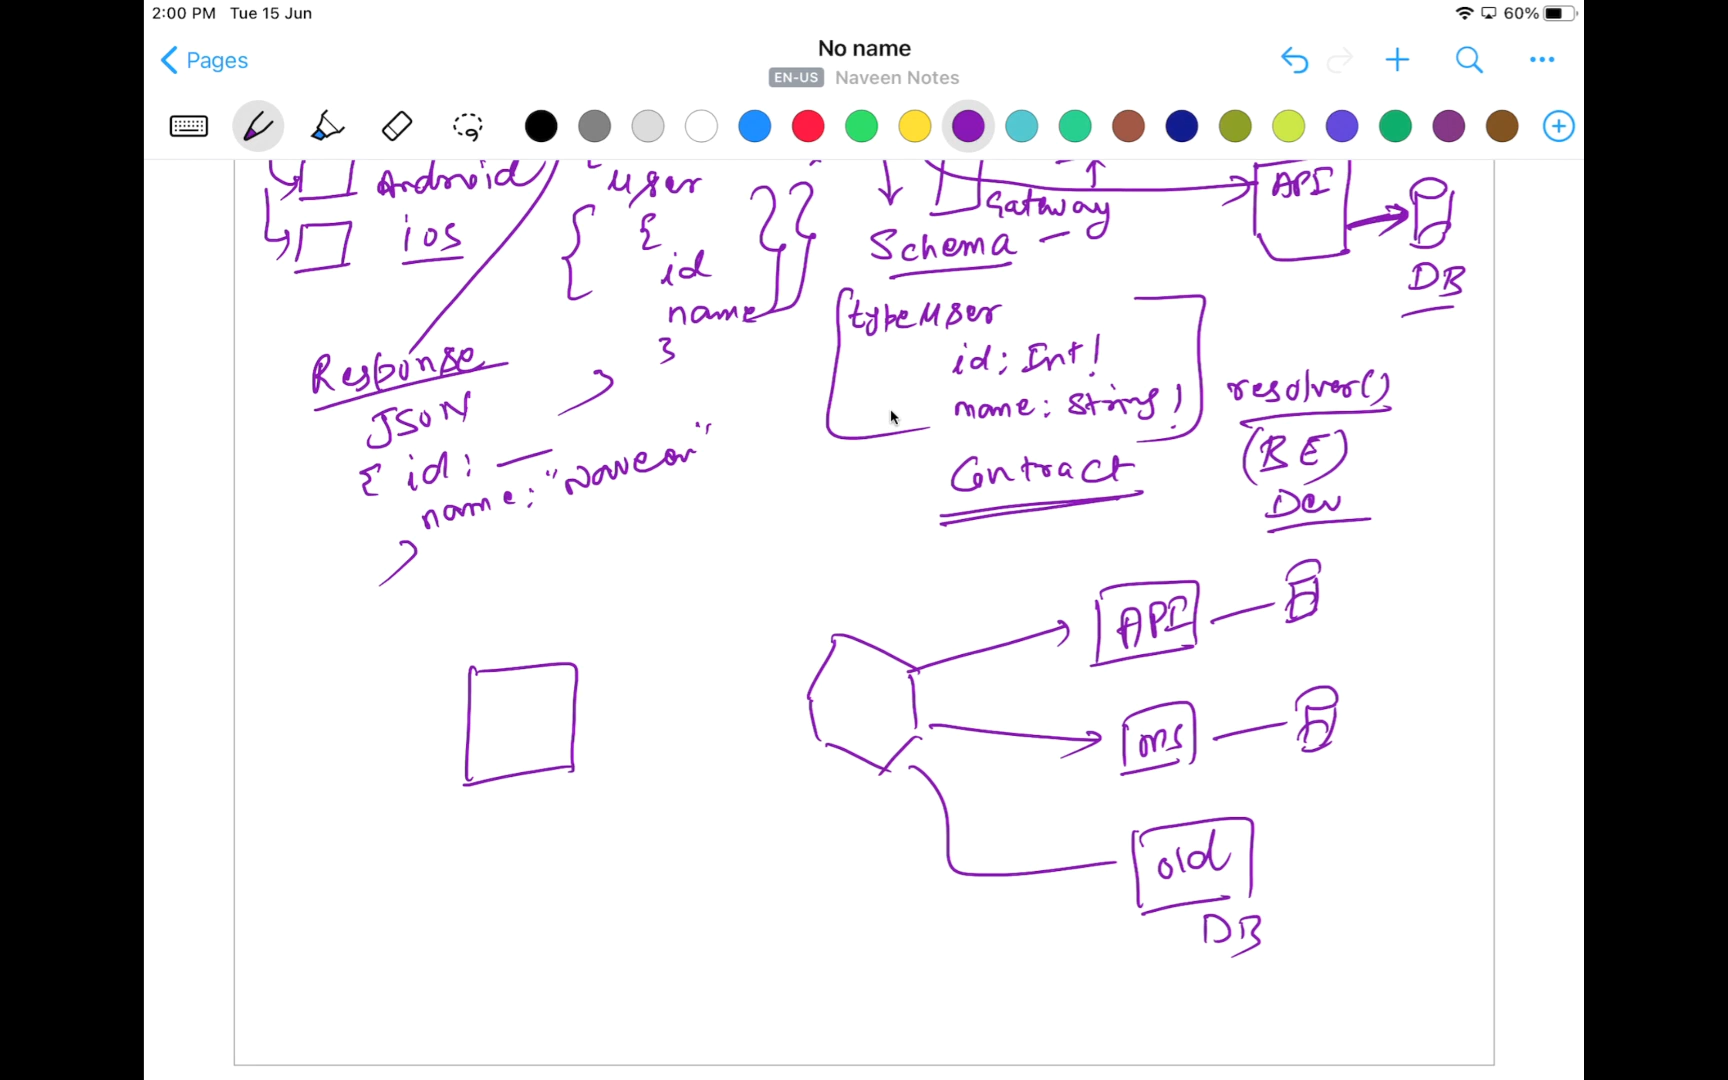 2:00 PM Tue 15 Jun
60%
Pages
No name
EN-US Naveen Notes
Android
ios
user
{ {
id
name
}
}}
Gateway
Schema -
API
DB
type User
id: Int!
name: String!
Contract
resolver()
(BE)
Dev
Response
JSON
{ id: —
name: "Naveen"
}
API
ms
old
DB